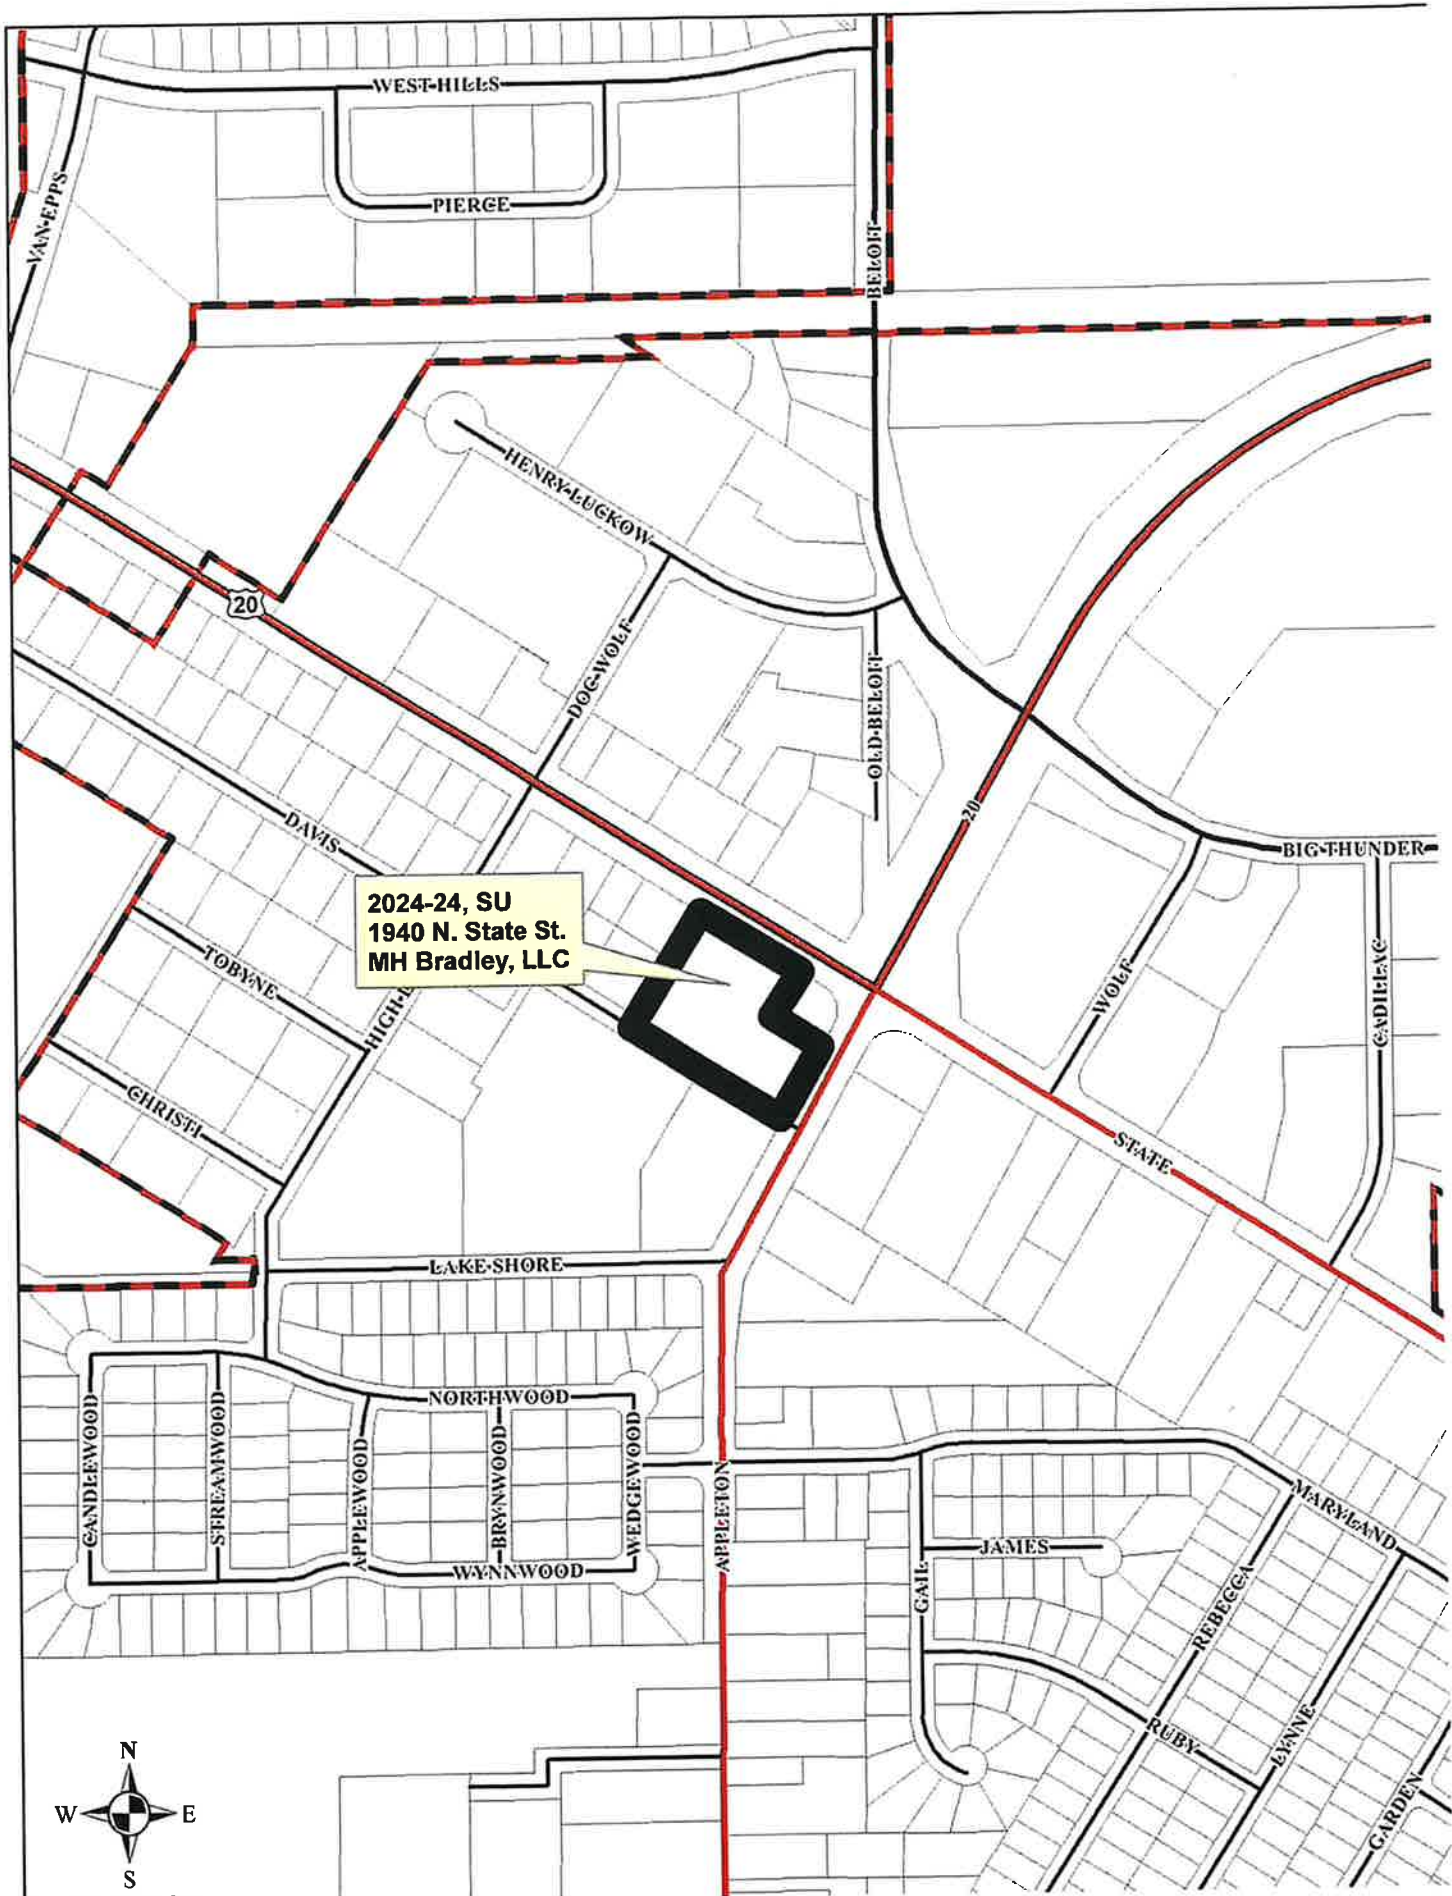 WEST HILLS
PIERCE
VAN EPPS
BELOIT
HENRY LUCKOW
20
DOC WOLF
OLD BELOIT
20
DAVIS
BIG THUNDER
2024-24, SU
1940 N. State St.
MH Bradley, LLC
TOBYNE
WOLF
CADILLAC
CHRISTI
STATE
LAKE SHORE
NORTHWOOD
CANDLEWOOD
STREAMWOOD
APPLEWOOD
BRYNWOOD
WEDGEWOOD
APPLETON
WYNNWOOD
MARYLAND
JAMES
GAIL
REBECCA
RUBY
LYNNE
GARDEN
N
W E
S